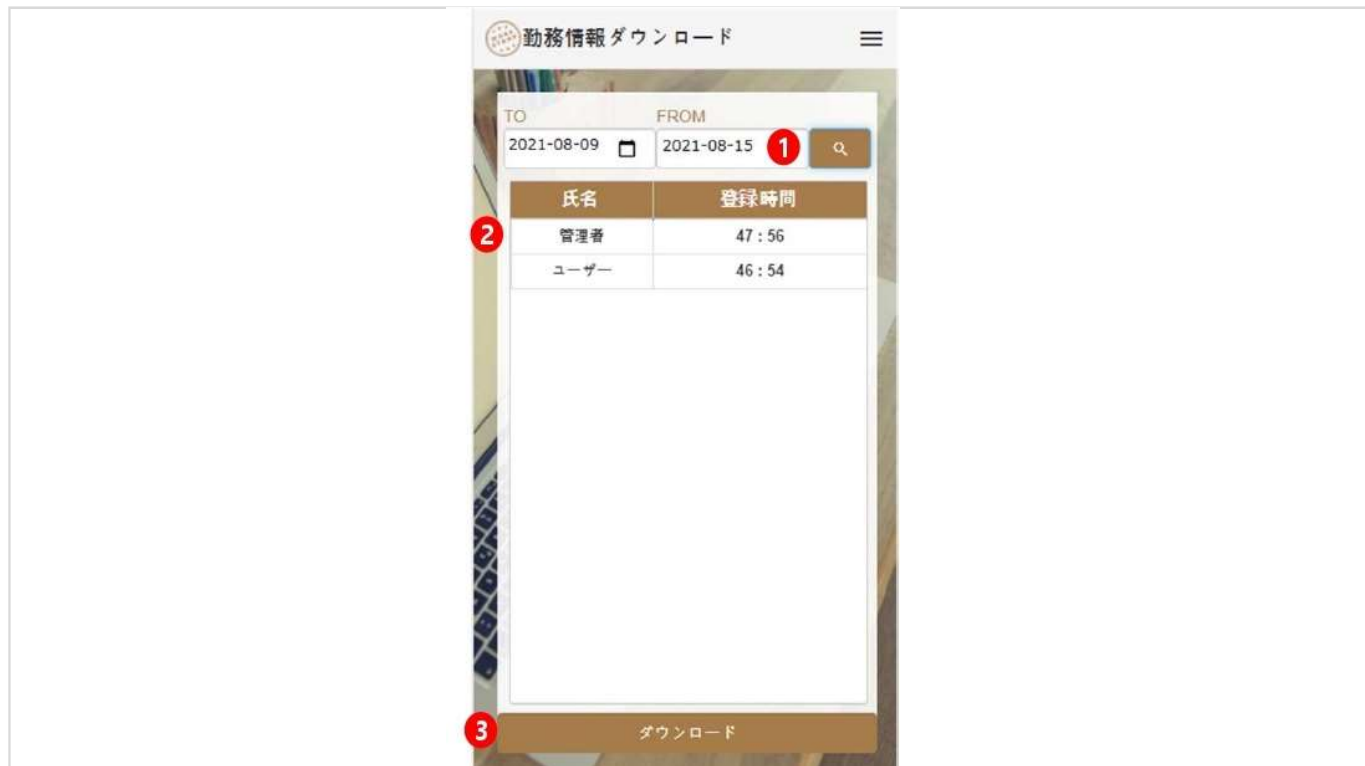 勤務情報ダウンロード
TO FROM
2021-08-09 2021-08-15 1
氏名 登録時間
2 管理者 47 : 56
ユーザー 46 : 54
3 ダウンロード